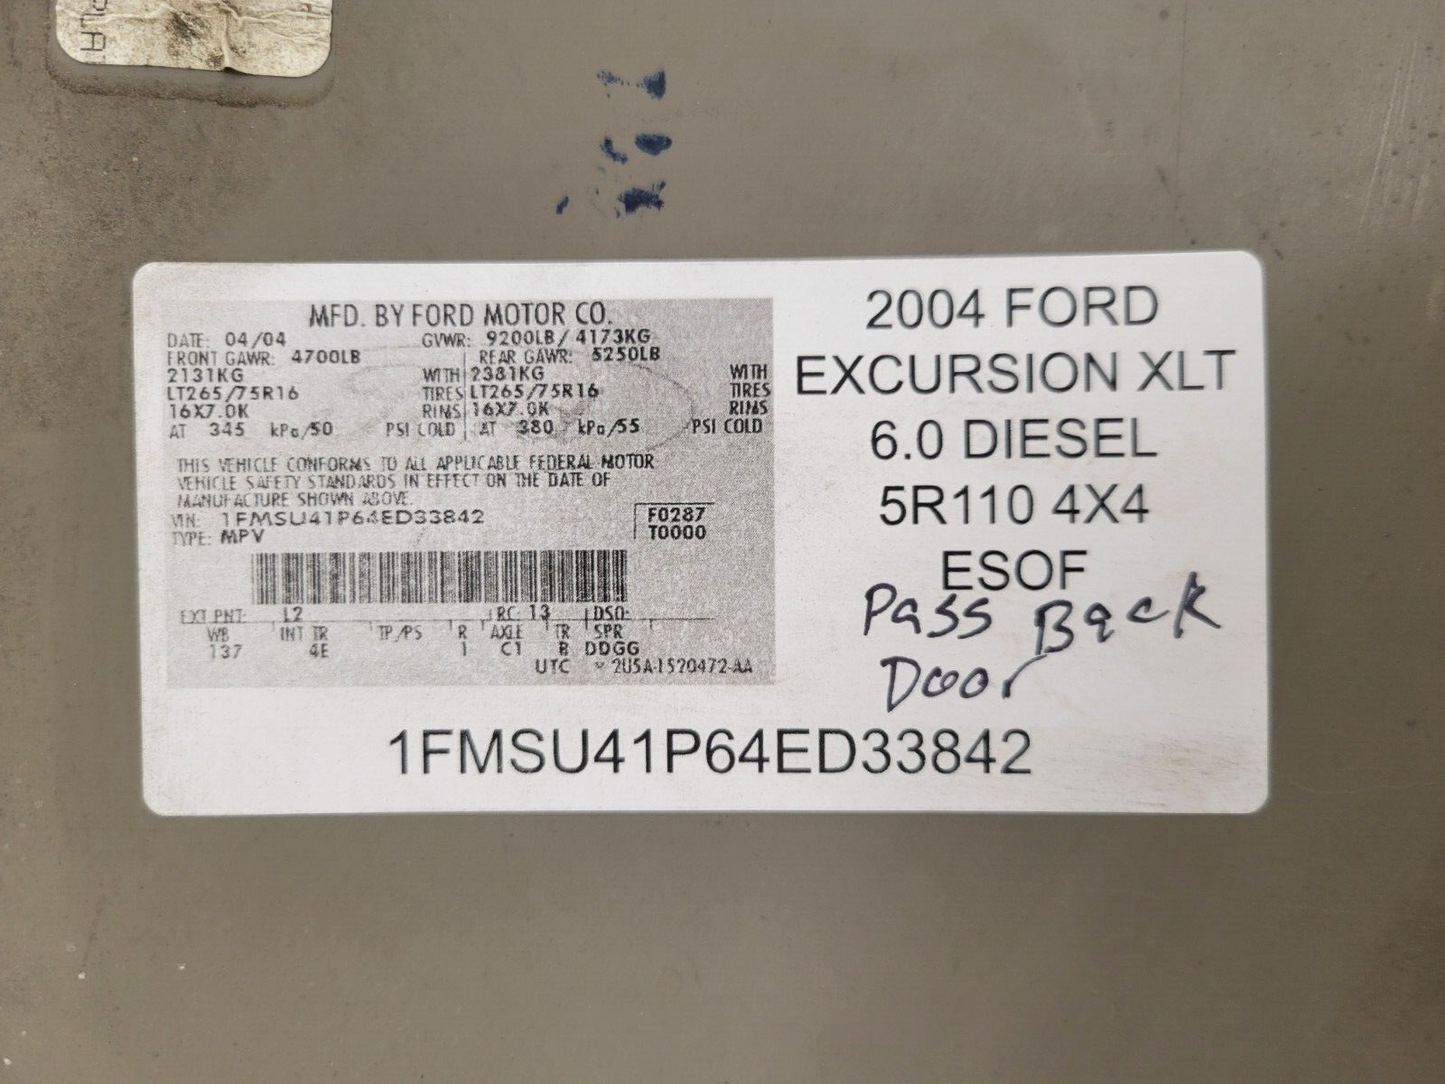 PLA
MFD. BY FORD MOTOR CO.
DATE: 04/04 GVWR: 9200LB/ 4173KG
FRONT GAWR: 4700LB REAR GAWR: 5250LB
2131KG WITH 2381KG WITH
LT265/75R16 TIRES LT265/75R16 TIRES
16X7.0K RIMS 16X7.0K RIMS
AT 345 kPa/50 PSI COLD AT 380 kPa/55 PSI COLD
THIS VEHICLE CONFORMS TO ALL APPLICABLE FEDERAL MOTOR
VEHICLE SAFETY STANDARDS IN EFFECT ON THE DATE OF
MANUFACTURE SHOWN ABOVE.
VIN: 1FMSU41P64ED33842 F0287
TYPE: MPV T0000
EXT PNT: L2 RC: 13 DSO:
WB INT TR TP/PS R AXLE TR SPR
137 4E 1 C1 B DDGG
UTC 2U5A-1520472-AA
2004 FORD
EXCURSION XLT
6.0 DIESEL
5R110 4X4
ESOF
Pass Back
Door
1FMSU41P64ED33842